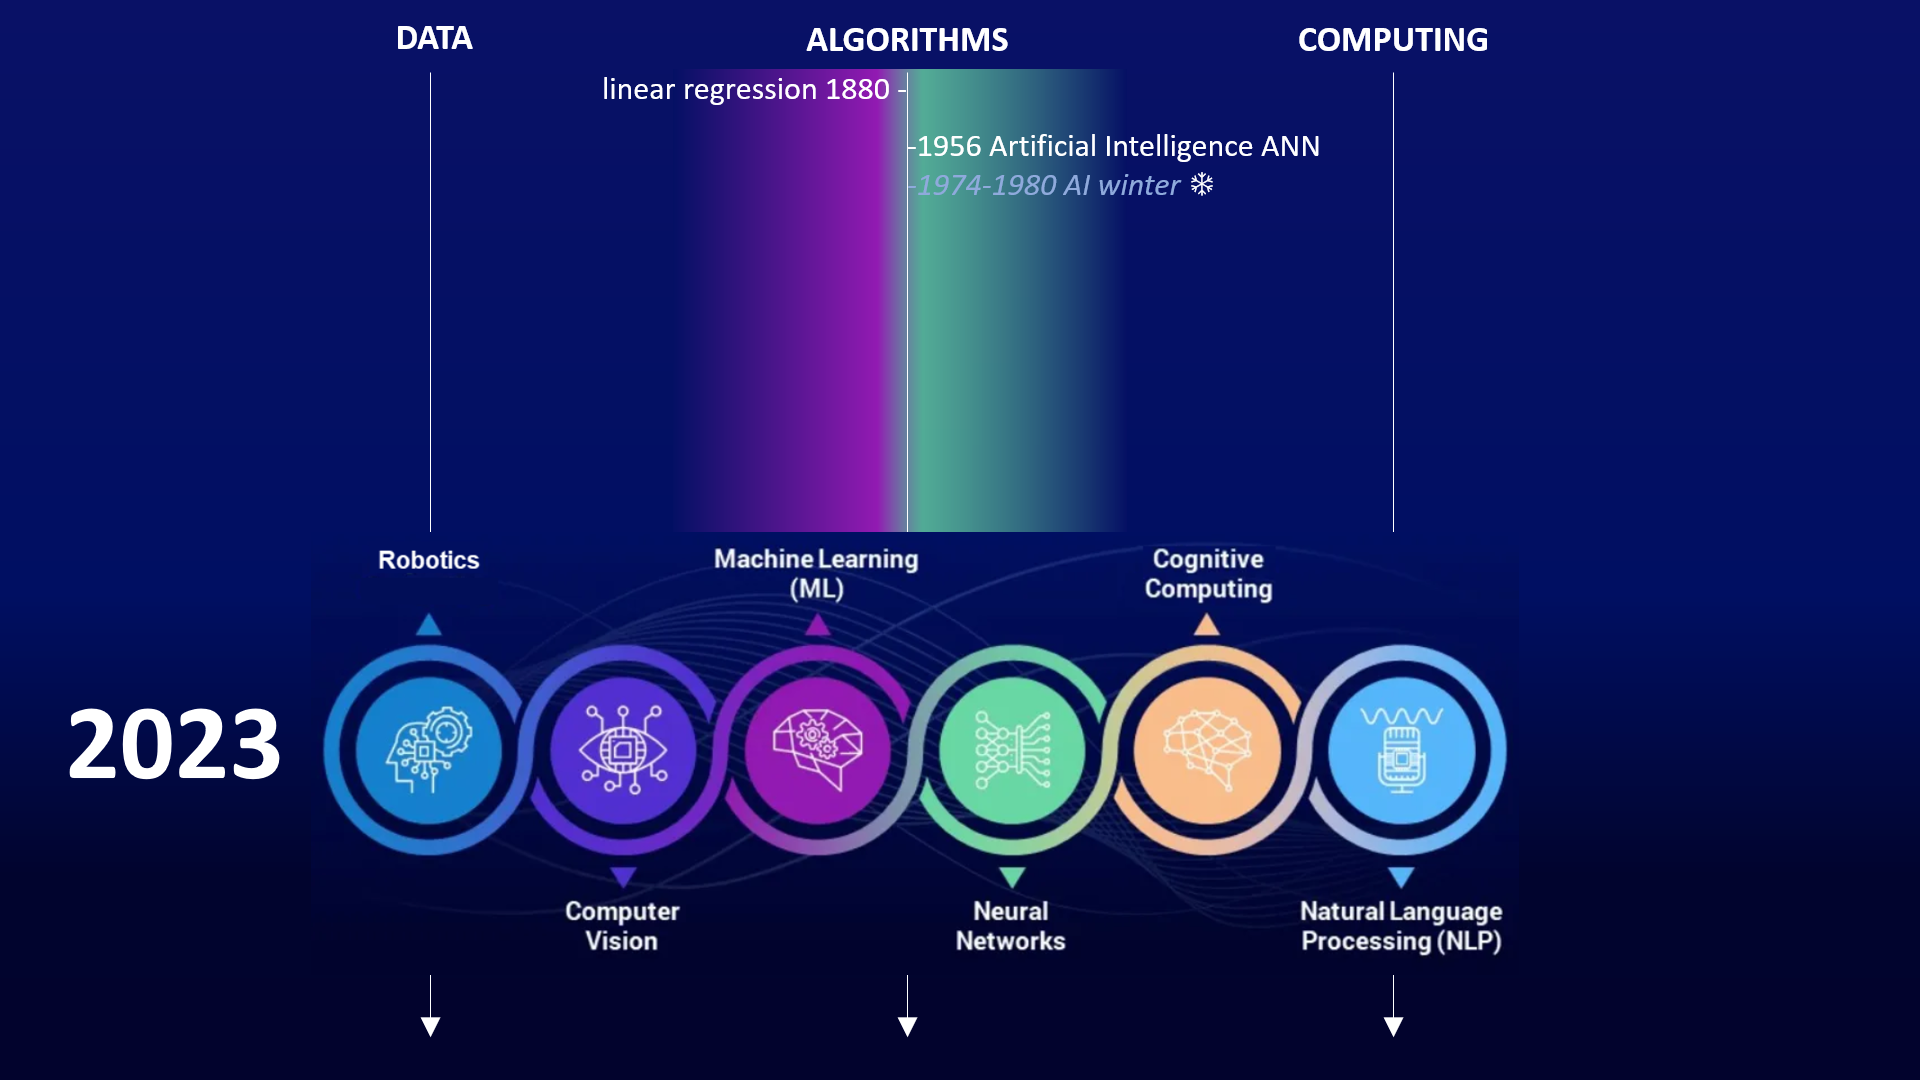 DATA
ALGORITHMS
COMPUTING
linear regression 1880 -
-1956 Artificial Intelligence ANN
-1974-1980 AI winter ❄
Robotics
Machine Learning
(ML)
Cognitive
Computing
2023
Computer
Vision
Neural
Networks
Natural Language
Processing (NLP)